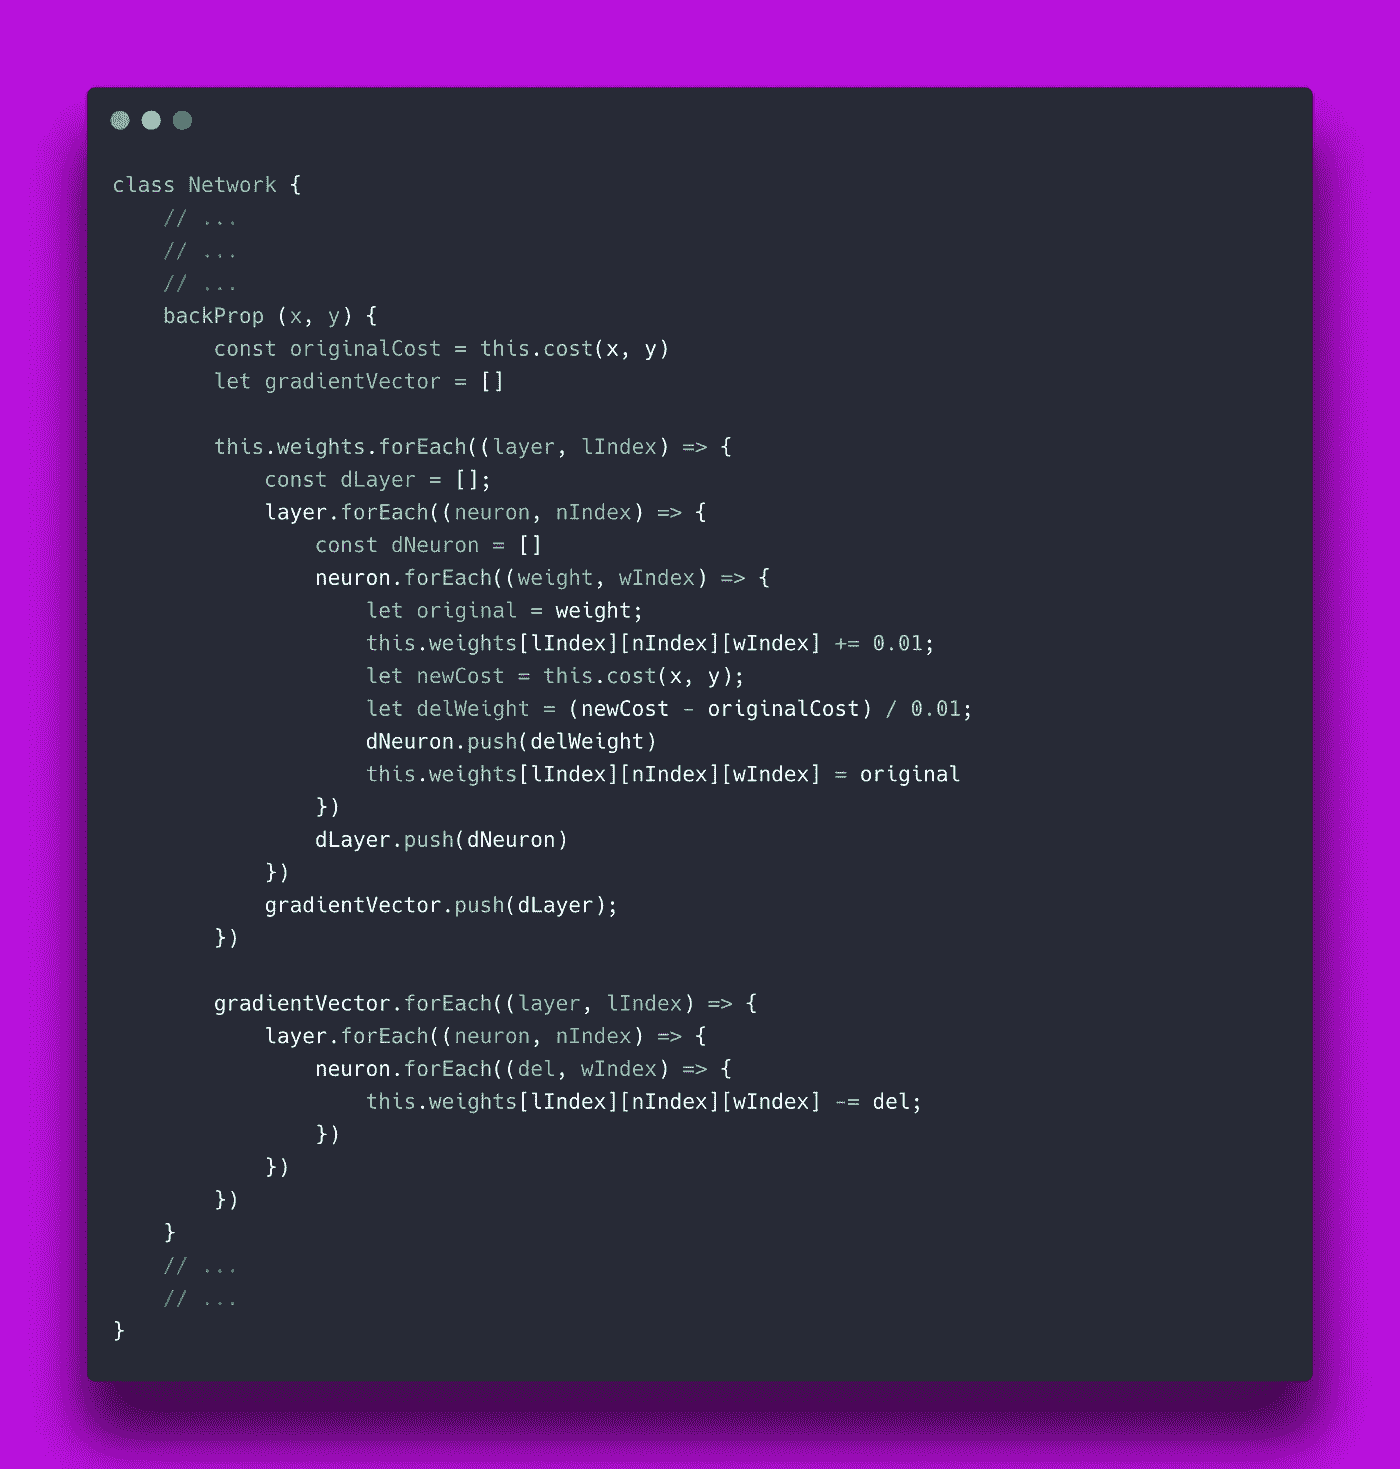 class Network {
    // ...
    // ...
    // ...
    backProp (x, y) {
        const originalCost = this.cost(x, y)
        let gradientVector = []

        this.weights.forEach((layer, lIndex) => {
            const dLayer = [];
            layer.forEach((neuron, nIndex) => {
                const dNeuron = []
                neuron.forEach((weight, wIndex) => {
                    let original = weight;
                    this.weights[lIndex][nIndex][wIndex] += 0.01;
                    let newCost = this.cost(x, y);
                    let delWeight = (newCost - originalCost) / 0.01;
                    dNeuron.push(delWeight)
                    this.weights[lIndex][nIndex][wIndex] = original
                })
                dLayer.push(dNeuron)
            })
            gradientVector.push(dLayer);
        })

        gradientVector.forEach((layer, lIndex) => {
            layer.forEach((neuron, nIndex) => {
                neuron.forEach((del, wIndex) => {
                    this.weights[lIndex][nIndex][wIndex] -= del;
                })
            })
        })
    }
    // ...
    // ...
}